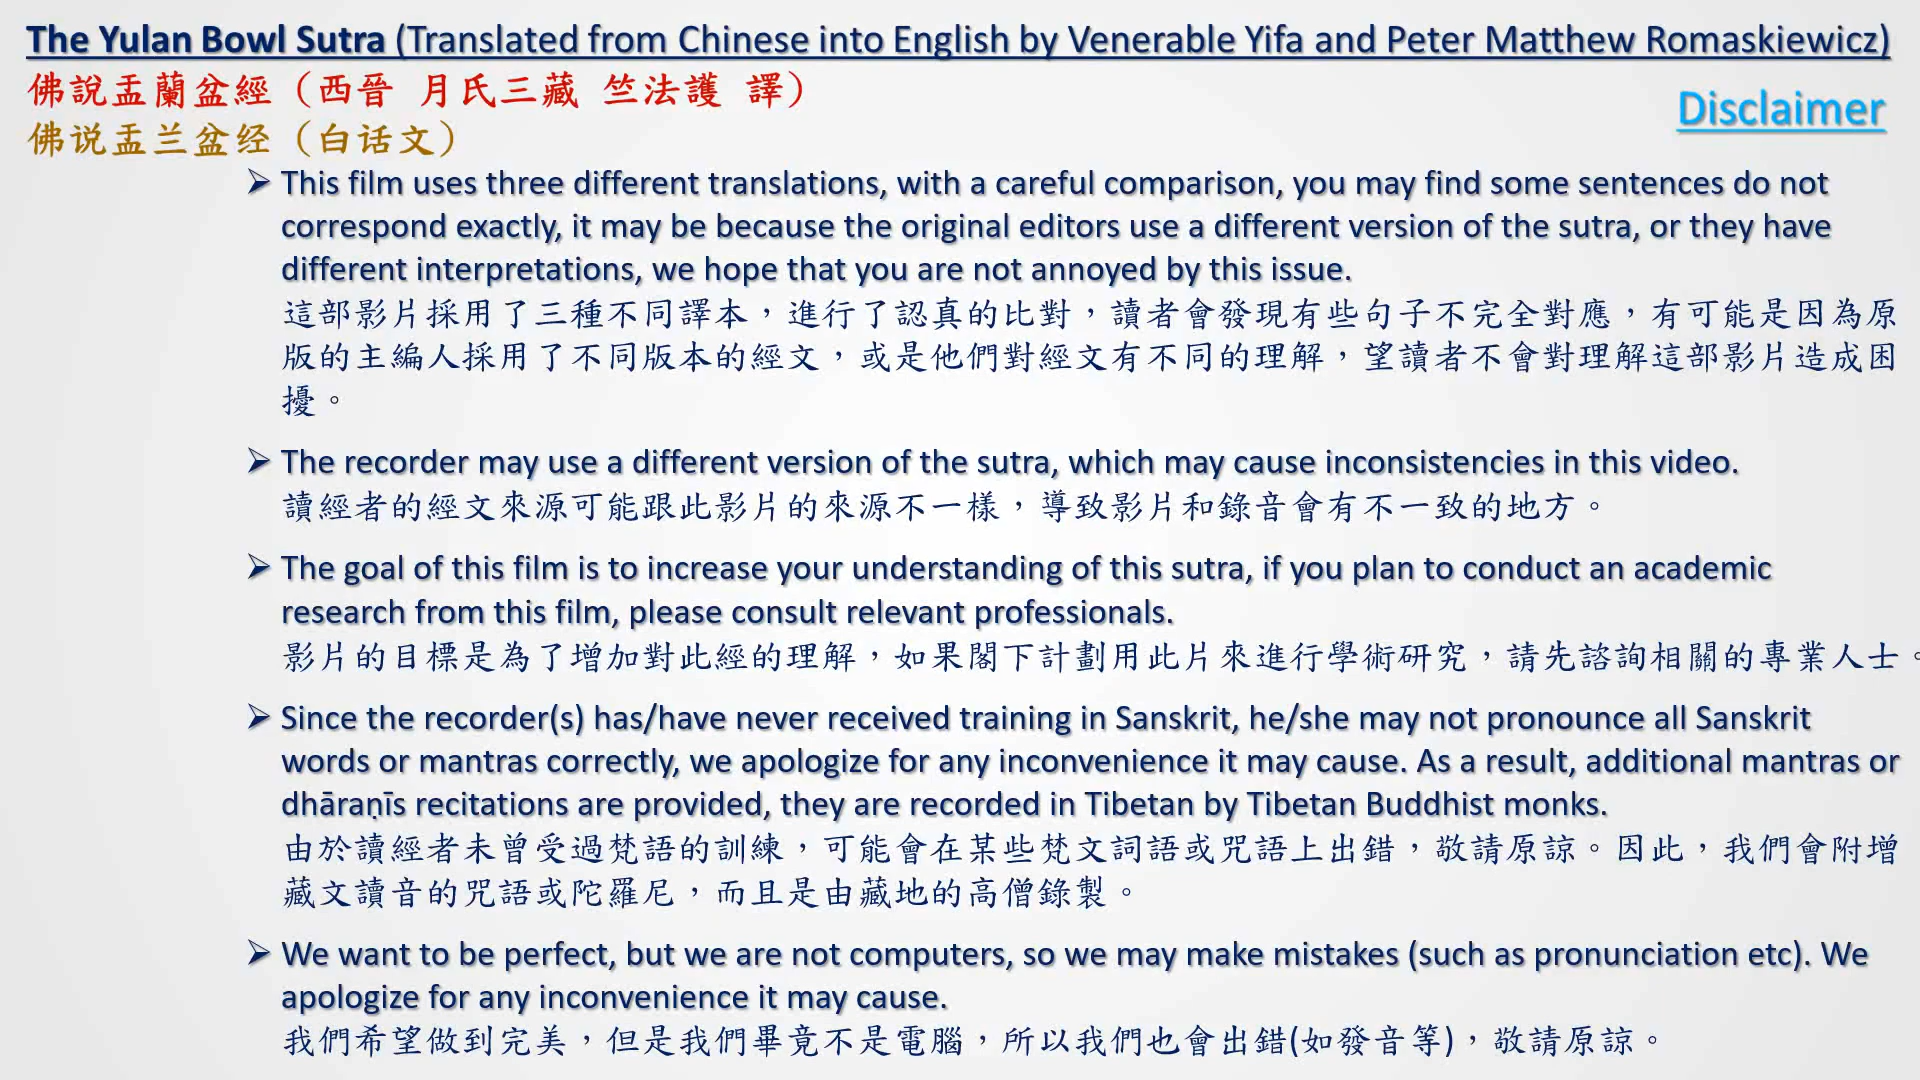 The Yulan Bowl Sutra (Translated from Chinese into English by Venerable Yifa and Peter Matthew Romaskiewicz)
佛說盂蘭盆經（西晉 月氏三藏 竺法護 譯）
Disclaimer
佛说盂兰盆经（白话文）
➢ This film uses three different translations, with a careful comparison, you may find some sentences do not
correspond exactly, it may be because the original editors use a different version of the sutra, or they have
different interpretations, we hope that you are not annoyed by this issue.
這部影片採用了三種不同譯本，進行了認真的比對，讀者會發現有些句子不完全對應，有可能是因為原
版的主編人採用了不同版本的經文，或是他們對經文有不同的理解，望讀者不會對理解這部影片造成困
擾。
➢ The recorder may use a different version of the sutra, which may cause inconsistencies in this video.
讀經者的經文來源可能跟此影片的來源不一樣，導致影片和錄音會有不一致的地方。
➢ The goal of this film is to increase your understanding of this sutra, if you plan to conduct an academic
research from this film, please consult relevant professionals.
影片的目標是為了增加對此經的理解，如果閣下計劃用此片來進行學術研究，請先諮詢相關的專業人士。
➢ Since the recorder(s) has/have never received training in Sanskrit, he/she may not pronounce all Sanskrit
words or mantras correctly, we apologize for any inconvenience it may cause. As a result, additional mantras or
dhāraṇīs recitations are provided, they are recorded in Tibetan by Tibetan Buddhist monks.
由於讀經者未曾受過梵語的訓練，可能會在某些梵文詞語或咒語上出錯，敬請原諒。因此，我們會附增
藏文讀音的咒語或陀羅尼，而且是由藏地的高僧錄製。
➢ We want to be perfect, but we are not computers, so we may make mistakes (such as pronunciation etc). We
apologize for any inconvenience it may cause.
我們希望做到完美，但是我們畢竟不是電腦，所以我們也會出錯(如發音等)，敬請原諒。